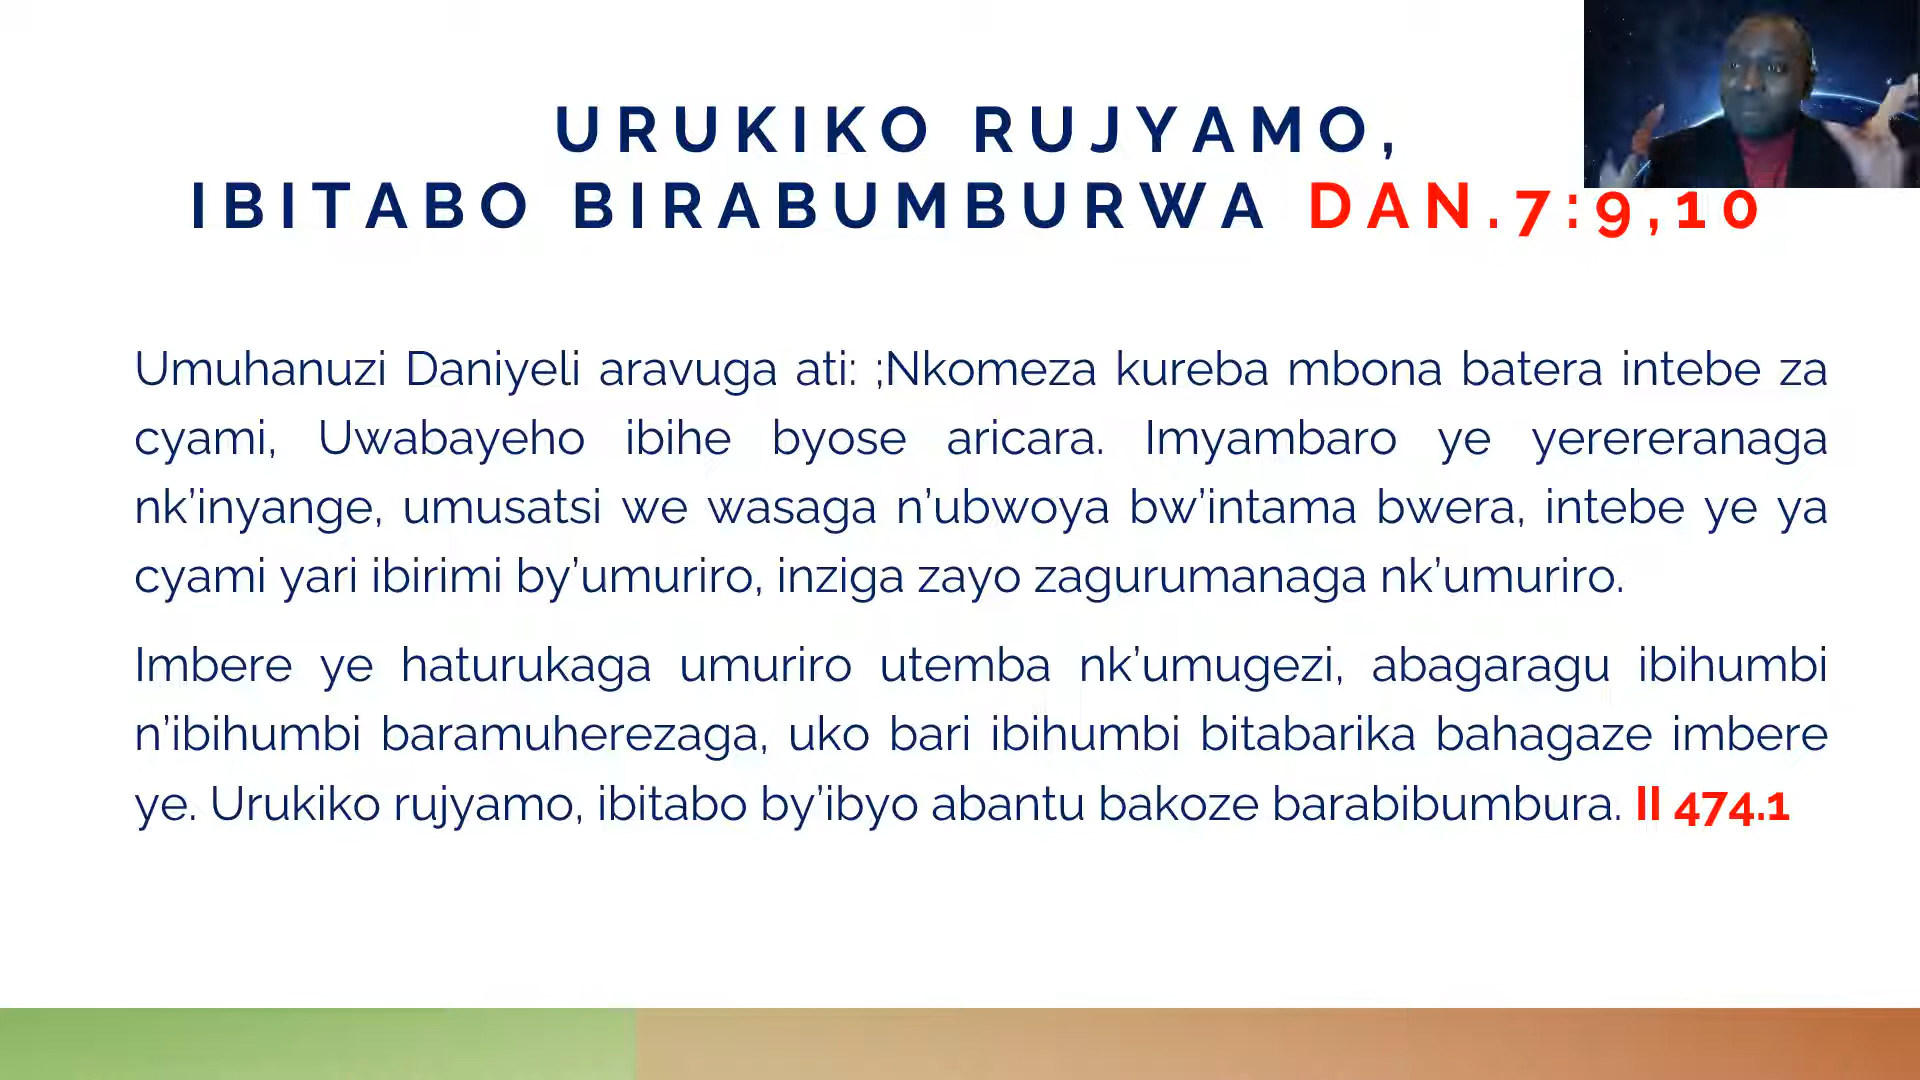 URUKIKO RUJYAMO,
IBITABO BIRABUMBURWA DAN.7:9,10
Umuhanuzi Daniyeli aravuga ati: ;Nkomeza kureba mbona batera intebe za
cyami, Uwabayeho ibihe byose aricara. Imyambaro ye yerereranaga
nk’inyange, umusatsi we wasaga n’ubwoya bw’intama bwera, intebe ye ya
cyami yari ibirimi by’umuriro, inziga zayo zagurumanaga nk’umuriro.
Imbere ye haturukaga umuriro utemba nk’umugezi, abagaragu ibihumbi
n’ibihumbi baramuherezaga, uko bari ibihumbi bitabarika bahagaze imbere
ye. Urukiko rujyamo, ibitabo by’ibyo abantu bakoze barabibumbura. II 474.1